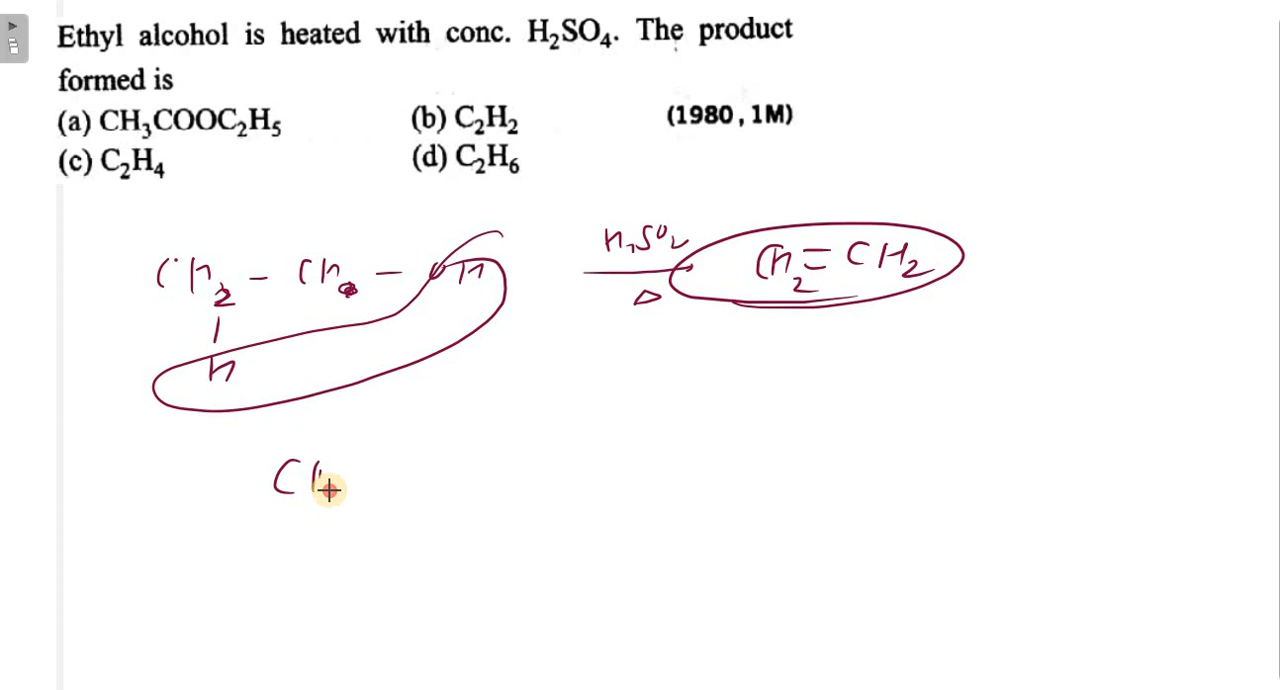 Ethyl alcohol is heated with conc. H₂SO₄. The product
formed is
(a) CH₃COOC₂H₅ (b) C₂H₂ (1980, 1M)
(c) C₂H₄ (d) C₂H₆
H₂SO₄
CH₂ - CH₂ - OH CH₂ = CH₂
Δ
H
CH